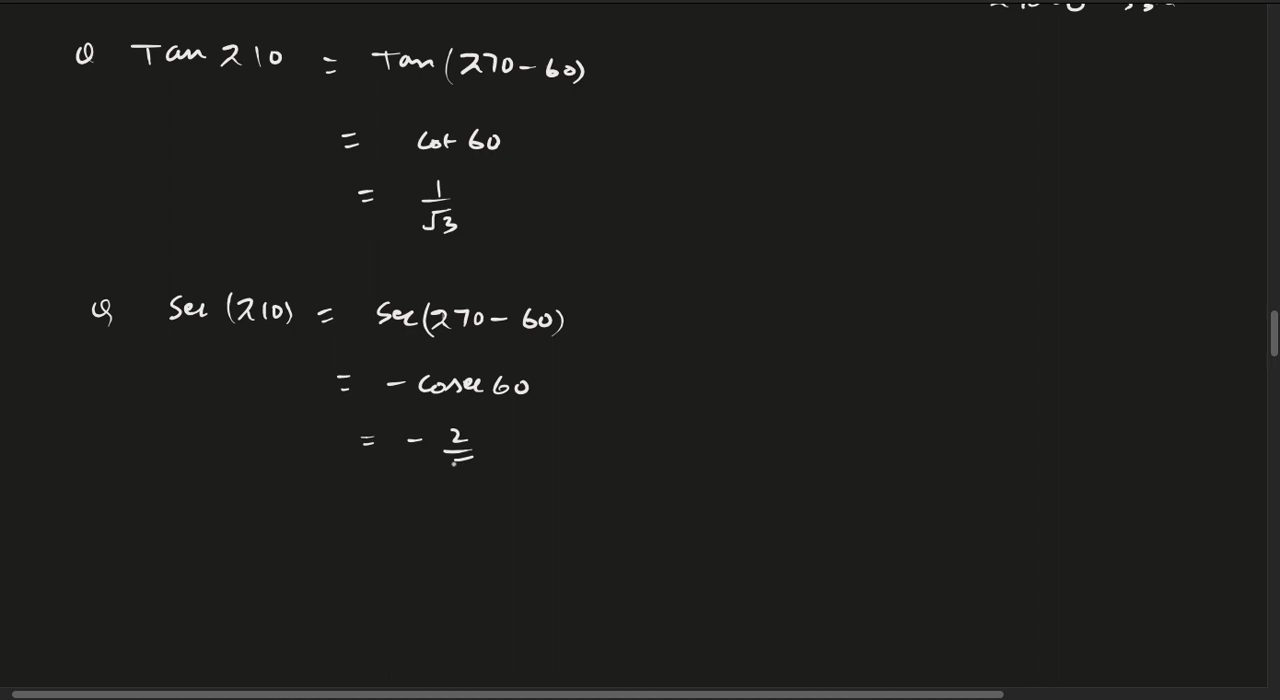 Q Tan 210 = Tan (270 - 60)
= cot 60
= 1/√3
Q Sec (210) = Sec (270 - 60)
= - cosec 60
= - 2